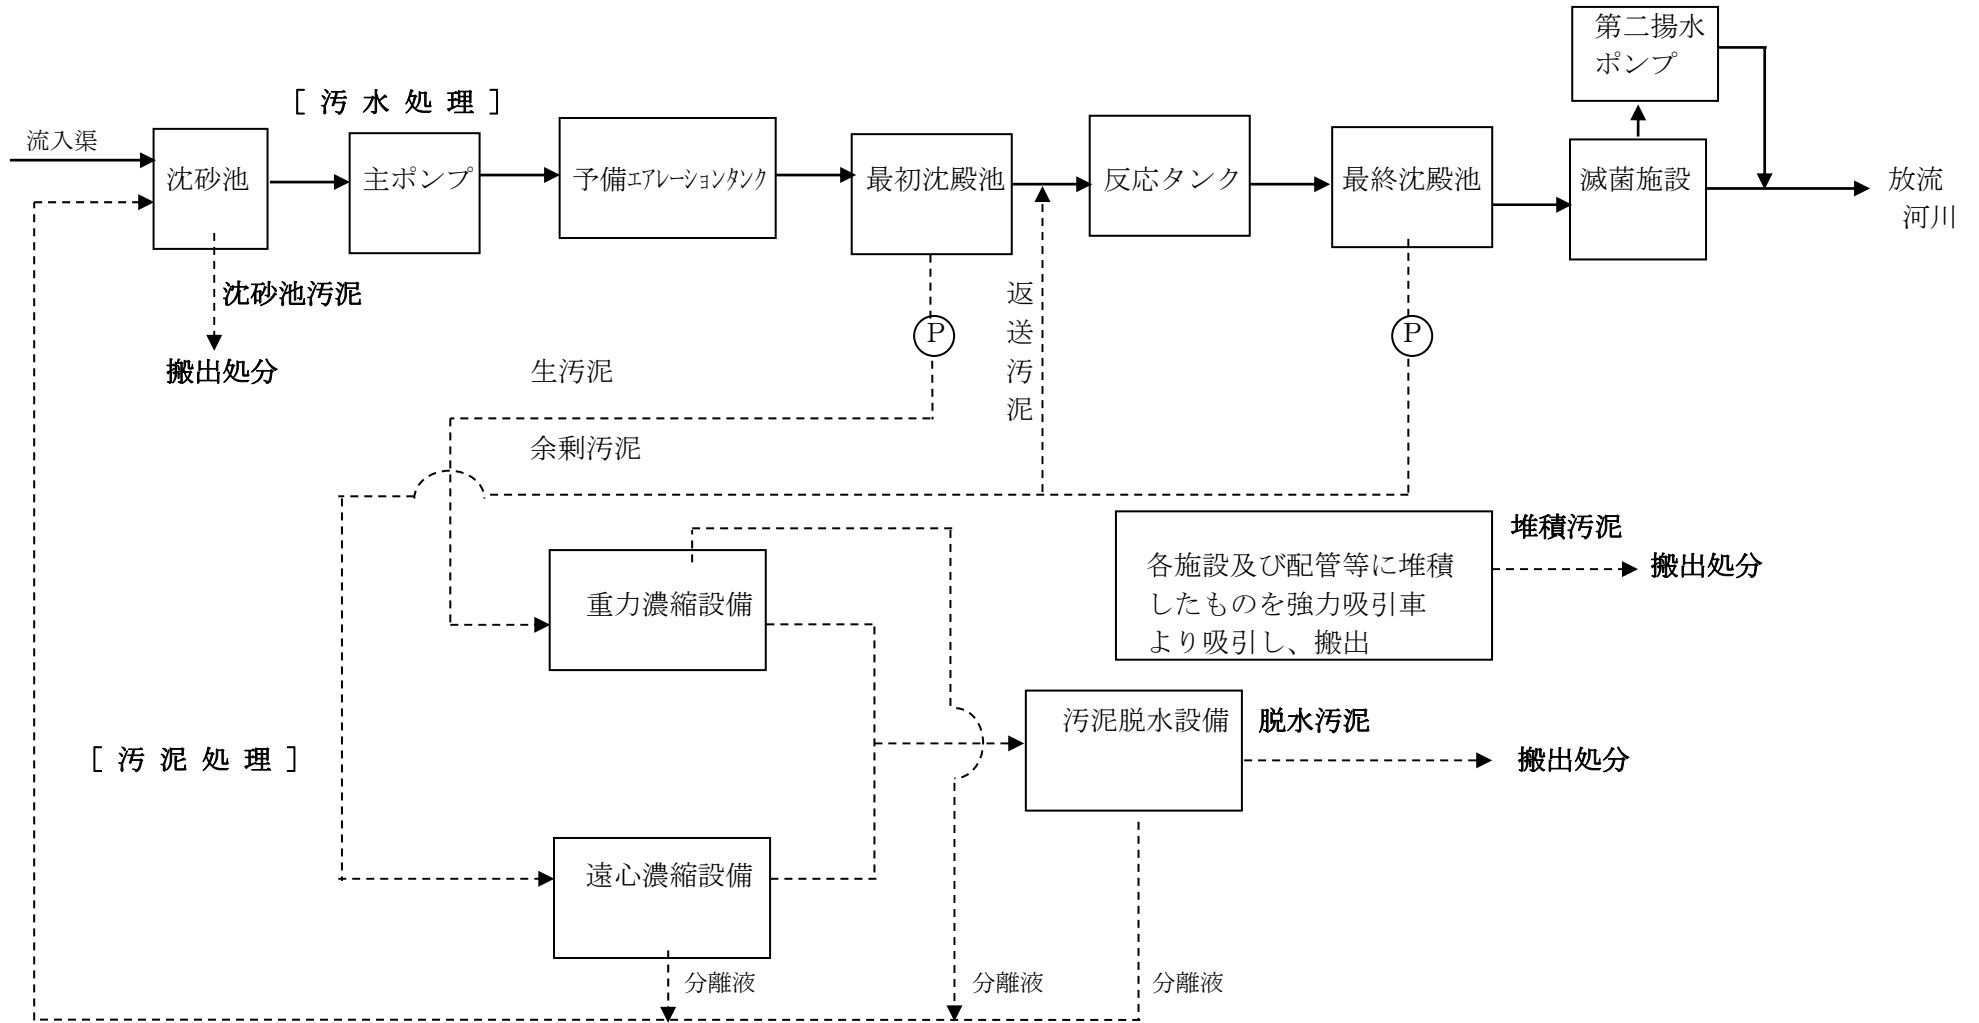 第二揚水
ポンプ
［ 汚 水 処 理 ］
流入渠
沈砂池
主ポンプ
予備ｴｱﾚｰｼｮﾝﾀﾝｸ
最初沈殿池
反応タンク
最終沈殿池
滅菌施設
放流
河川
沈砂池汚泥
搬出処分
返
送
汚
泥
P
P
生汚泥
余剰汚泥
堆積汚泥
搬出処分
各施設及び配管等に堆積
したものを強力吸引車
より吸引し、搬出
重力濃縮設備
汚泥脱水設備
脱水汚泥
搬出処分
［ 汚 泥 処 理 ］
遠心濃縮設備
分離液
分離液
分離液